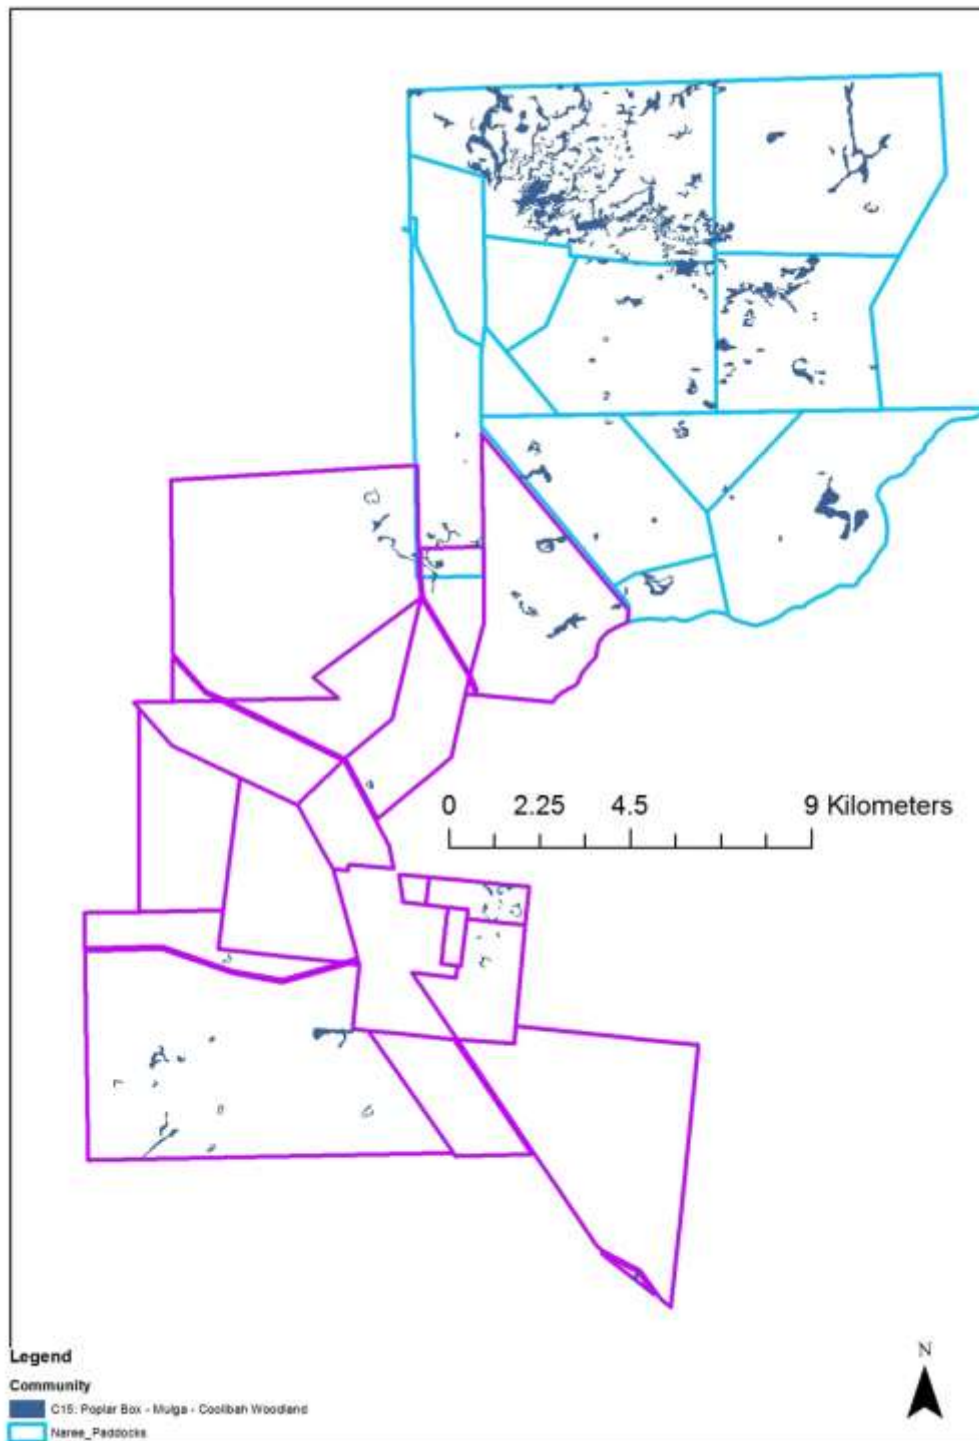 0 2.25 4.5 9 Kilometers
N
Legend
Community
C15: Poplar Box - Mulga - Coolibah Woodland
Naree_Paddocks